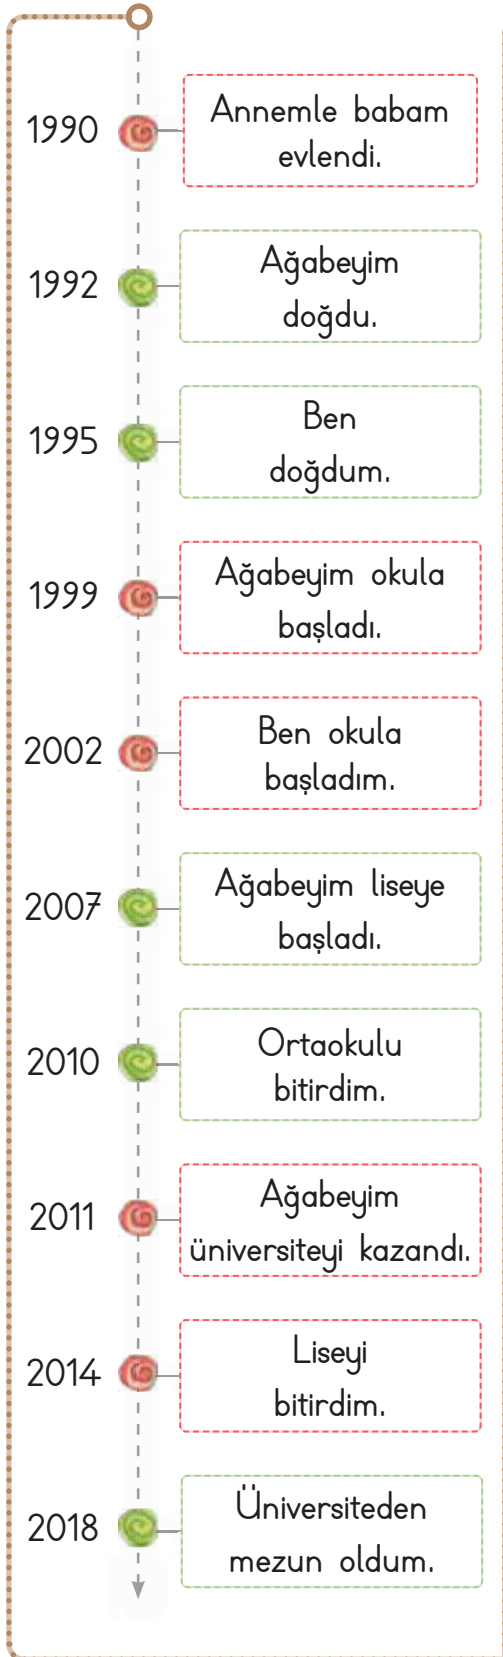 1990
Annemle babam
evlendi.
1992
Ağabeyim
doğdu.
1995
Ben
doğdum.
1999
Ağabeyim okula
başladı.
2002
Ben okula
başladım.
2007
Ağabeyim liseye
başladı.
2010
Ortaokulu
bitirdim.
2011
Ağabeyim
üniversiteyi kazandı.
2014
Liseyi
bitirdim.
2018
Üniversiteden
mezun oldum.